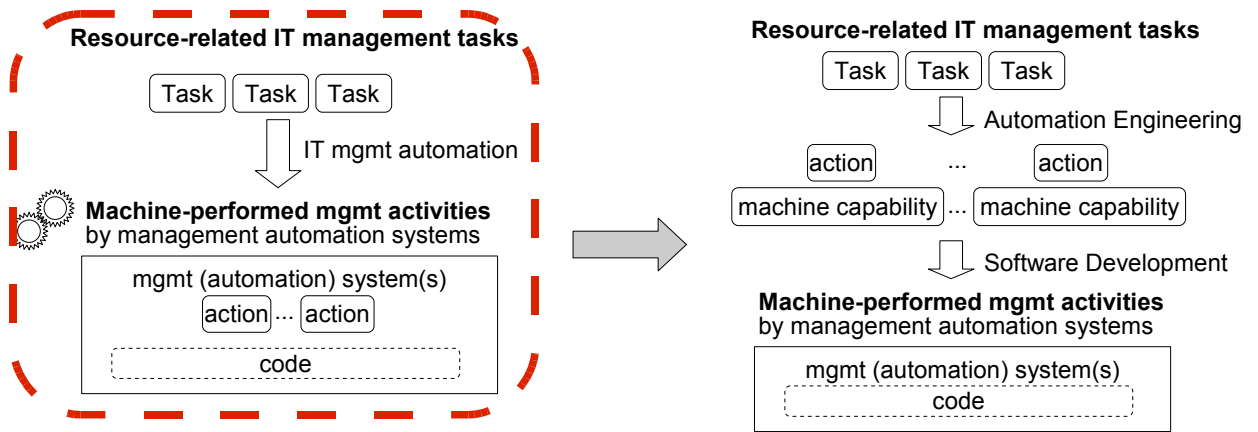 Resource-related IT management tasks
Task Task Task
IT mgmt automation
Machine-performed mgmt activities
by management automation systems
mgmt (automation) system(s)
action ... action
code
Resource-related IT management tasks
Task Task Task
Automation Engineering
action ... action
machine capability ... machine capability
Software Development
Machine-performed mgmt activities
by management automation systems
mgmt (automation) system(s)
code